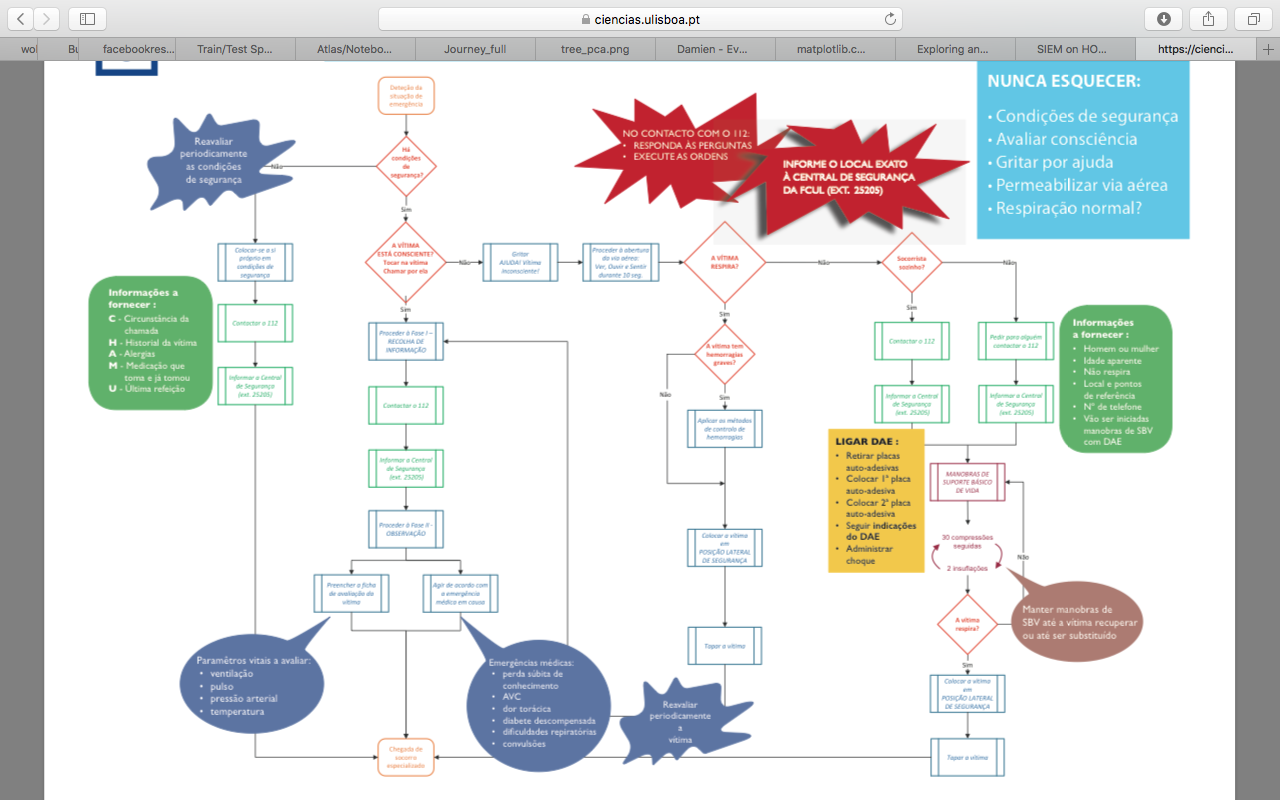 ciencias.ulisboa.pt
wol
Bu
facebookres...
Train/Test Sp...
Atlas/Notebo...
Journey_full
tree_pca.png
Damien - Ev...
matplotlib.c...
Exploring an...
SIEM on HO...
https://cienci...
Deteção da
situação de
emergência
Reavaliar
periodicamente
as condições
de segurança
Não
Há
condições
de
segurança?
Sim
NO CONTACTO COM O 112:
• RESPONDA ÀS PERGUNTAS
• EXECUTE AS ORDENS
INFORME O LOCAL EXATO
À CENTRAL DE SEGURANÇA
DA FCUL (EXT. 25205)
NUNCA ESQUECER:
• Condições de segurança
• Avaliar consciência
• Gritar por ajuda
• Permeabilizar via aérea
• Respiração normal?
Colocar-se a si
próprio em
condições de
segurança
Contactar o 112
Informar a Central
de Segurança
(ext. 25205)
Informações a
fornecer :
C - Circunstância da
chamada
H - Historial da vítima
A - Alergias
M - Medicação que
toma e já tomou
U - Última refeição
A VÍTIMA
ESTÁ CONSCIENTE?
Tocar na vítima
Chamar por ela
Não
Sim
Gritar
AJUDA! Vítima
Inconsciente!
Proceder à abertura
da via aérea:
Ver, Ouvir e Sentir
durante 10 seg.
A VÍTIMA
RESPIRA?
Não
Sim
Socorrista
sozinho?
Não
Sim
Proceder à Fase I –
RECOLHA DE
INFORMAÇÃO
Contactar o 112
Informar a Central
de Segurança
(ext. 25205)
Proceder à Fase II -
OBSERVAÇÃO
Preencher a ficha
de avaliação da
vítima
Agir de acordo com
a emergência
médica em causa
Paramêtros vitais a avaliar:
• ventilação
• pulso
• pressão arterial
• temperatura
Emergências médicas:
• perda súbita de
conhecimento
• AVC
• dor torácica
• diabete descompensada
• dificuldades repiratórias
• convulsões
Chegada de
socorro
especializado
A vítima tem
hemorragias
graves?
Não
Sim
Aplicar os métodos
de controlo de
hemorragias
Colocar a vítima
em
POSIÇÃO LATERAL
DE SEGURANÇA
Tapar a vítima
Reavaliar
periodicamente
a
vítima
Contactar o 112
Informar a Central
de Segurança
(ext. 25205)
Pedir para alguém
contactar o 112
Informar a Central
de Segurança
(ext. 25205)
Informações
a fornecer :
• Homem ou mulher
• Idade aparente
• Não respira
• Local e pontos
de referência
• Nº de telefone
• Vão ser iniciadas
manobras de SBV
com DAE
LIGAR DAE :
• Retirar placas
auto-adesivas
• Colocar 1ª placa
auto-adesiva
• Colocar 2ª placa
auto-adesiva
• Seguir indicações
do DAE
• Administrar
choque
MANOBRAS DE
SUPORTE BÁSICO
DE VIDA
30 compressões
seguidas
2 insuflações
Não
A vítima
respira?
Sim
Manter manobras de
SBV até a vítima recuperar
ou até ser substituído
Colocar a vítima
em
POSIÇÃO LATERAL
DE SEGURANÇA
Tapar a vítima